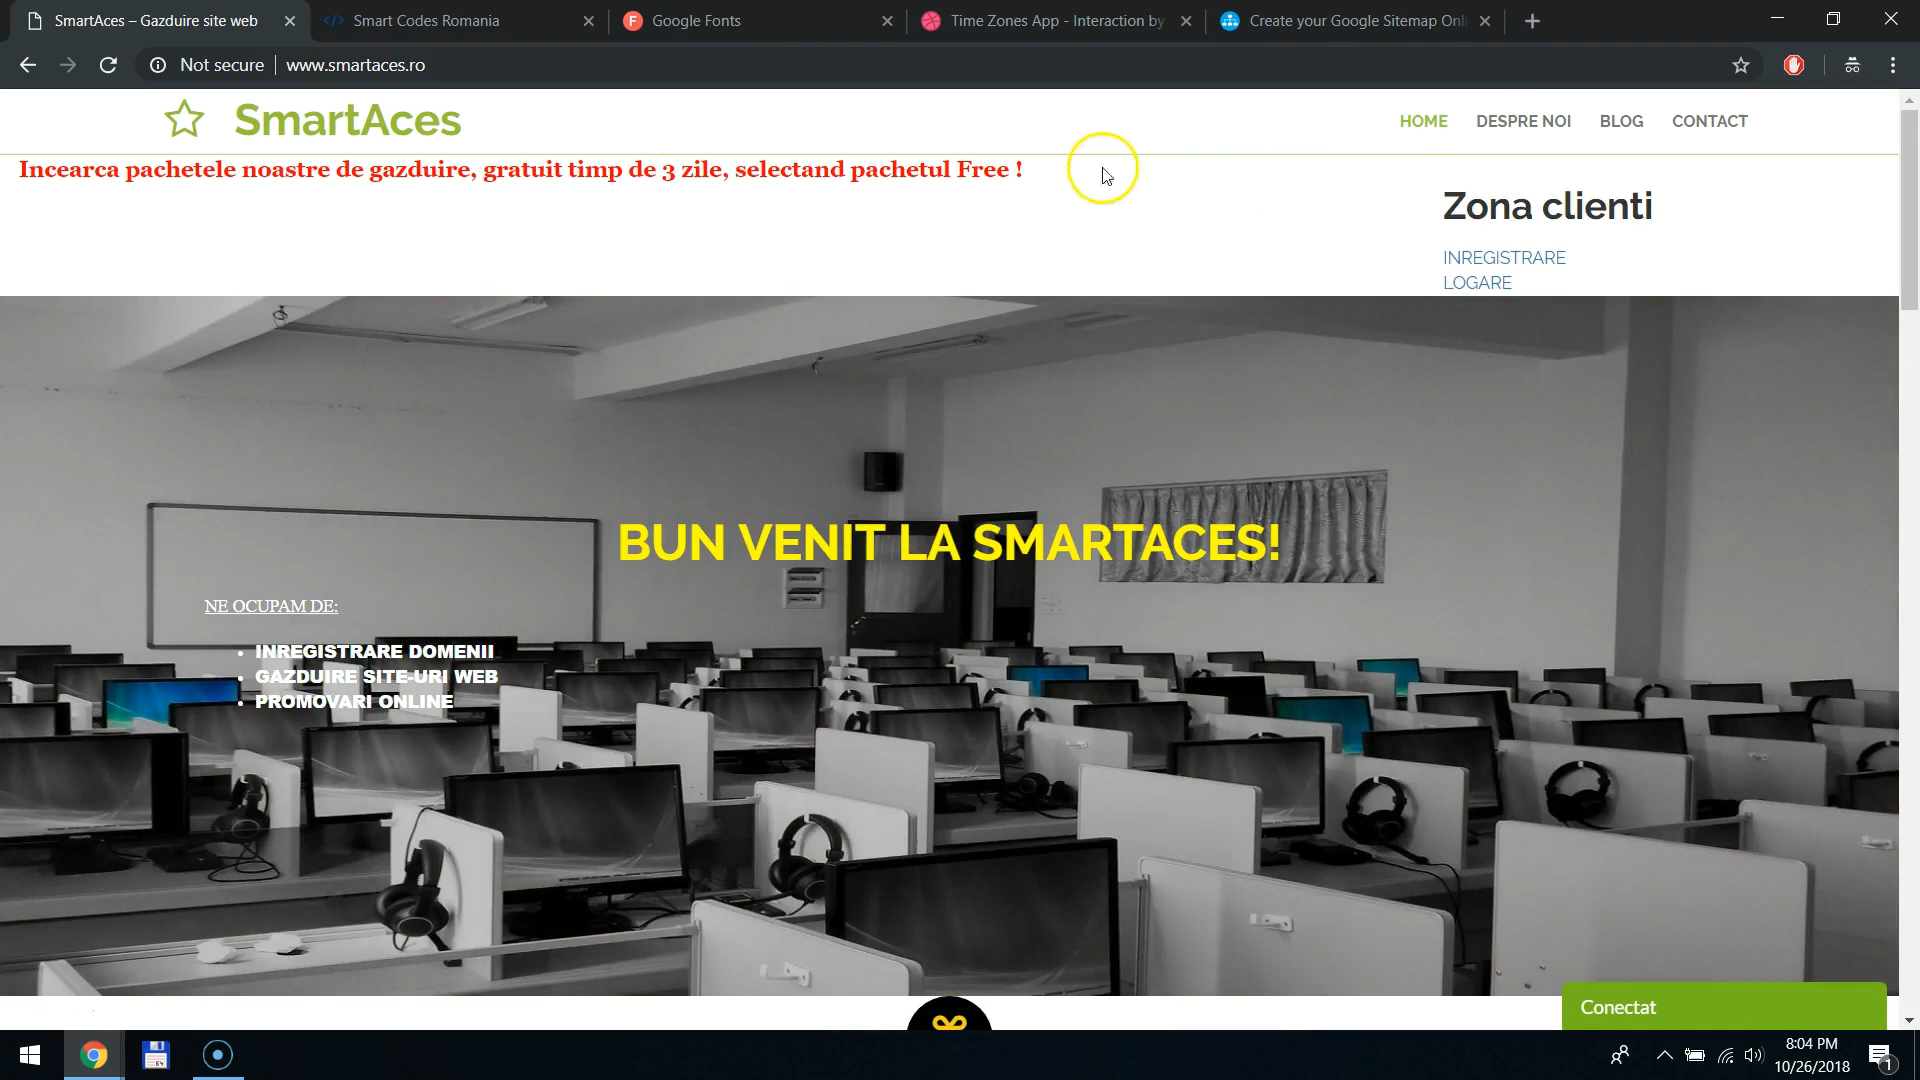 SmartAces – Gazduire site web
Smart Codes Romania
Google Fonts
Time Zones App - Interaction by
Create your Google Sitemap Onli
Not secure
www.smartaces.ro
SmartAces
HOME
DESPRE NOI
BLOG
CONTACT
Incearca pachetele noastre de gazduire, gratuit timp de 3 zile, selectand pachetul Free !
Zona clienti
INREGISTRARE
LOGARE
BUN VENIT LA SMARTACES!
NE OCUPAM DE:
INREGISTRARE DOMENII
GAZDUIRE SITE-URI WEB
PROMOVARI ONLINE
Conectat
8:04 PM
10/26/2018
1